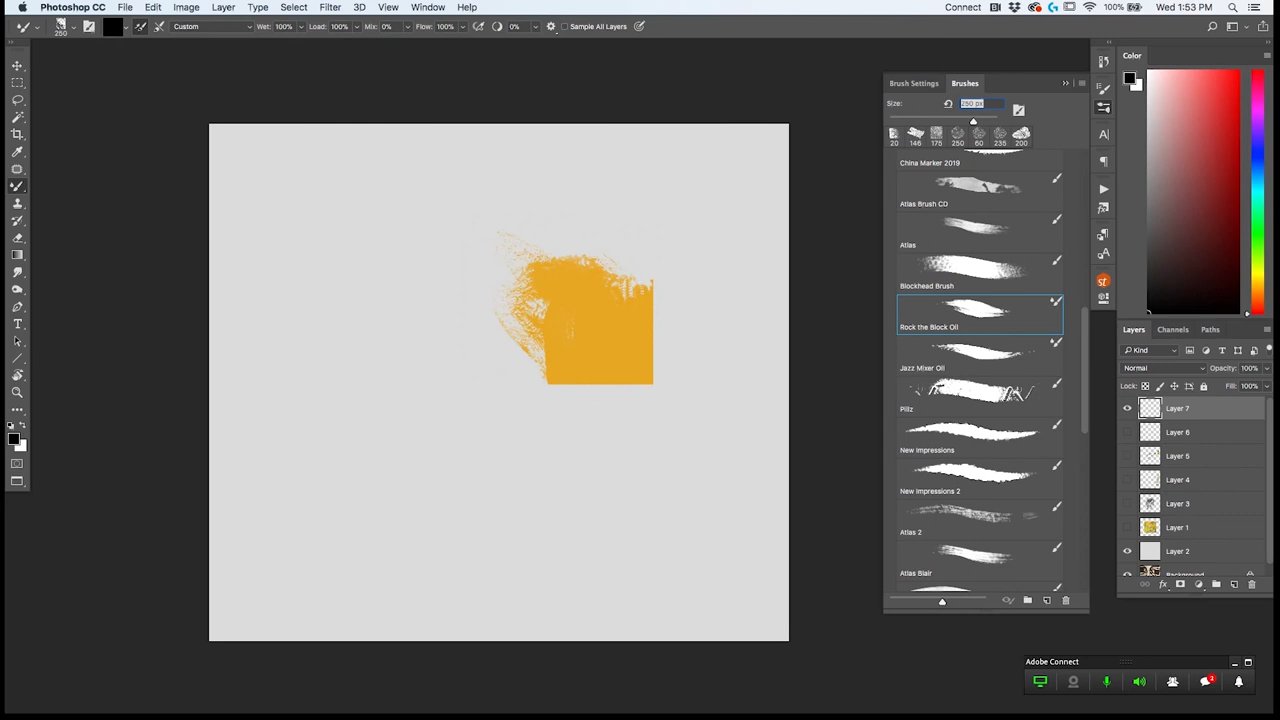 Photoshop CC File Edit Image Layer Type Select Filter 3D View Window Help Connect 100% Wed 1:53 PM
250 Custom Wet: 100% Load: 100% Mix: 0% Flow: 100% 0% Sample All Layers
Brush Settings Brushes
Size: 250 px
20 146 175 250 60 235 200
China Marker 2019
Atlas Brush CD
Atlas
Blockhead Brush
Rock the Block Oil
Jazz Mixer Oil
Pillz
New Impressions
New Impressions 2
Atlas 2
Atlas Blair
Color
Layers Channels Paths
Kind
Normal Opacity: 100%
Lock: Fill: 100%
Layer 7
Layer 6
Layer 5
Layer 4
Layer 3
Layer 1
Layer 2
Background
Adobe Connect
2